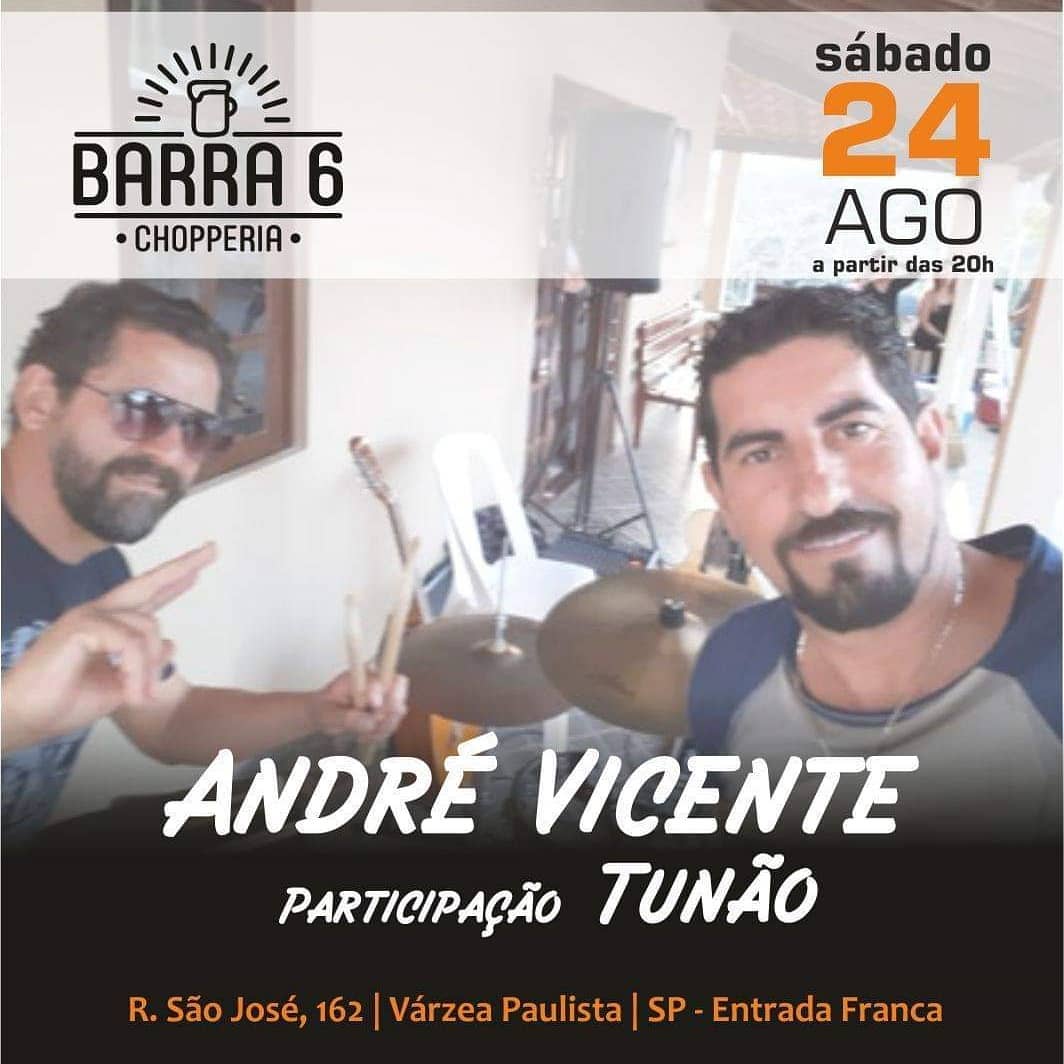 BARRA 6
• CHOPPERIA •
sábado
24
AGO
a partir das 20h
ANDRÉ VICENTE
PARTICIPAÇÃO TUNÃO
R. São José, 162 | Várzea Paulista | SP - Entrada Franca